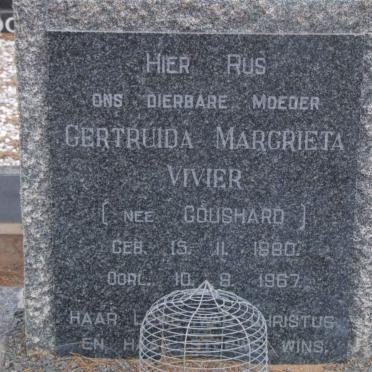 HIER RUS
ONS DIERBARE MOEDER
GERTRUIDA MARGRIETA
VIVIER
( NEE GOUSHARD )
GEB. 15. 11. 1880.
OORL. 10. 9. 1967.
HAAR CHRISTUS
EN WINS.